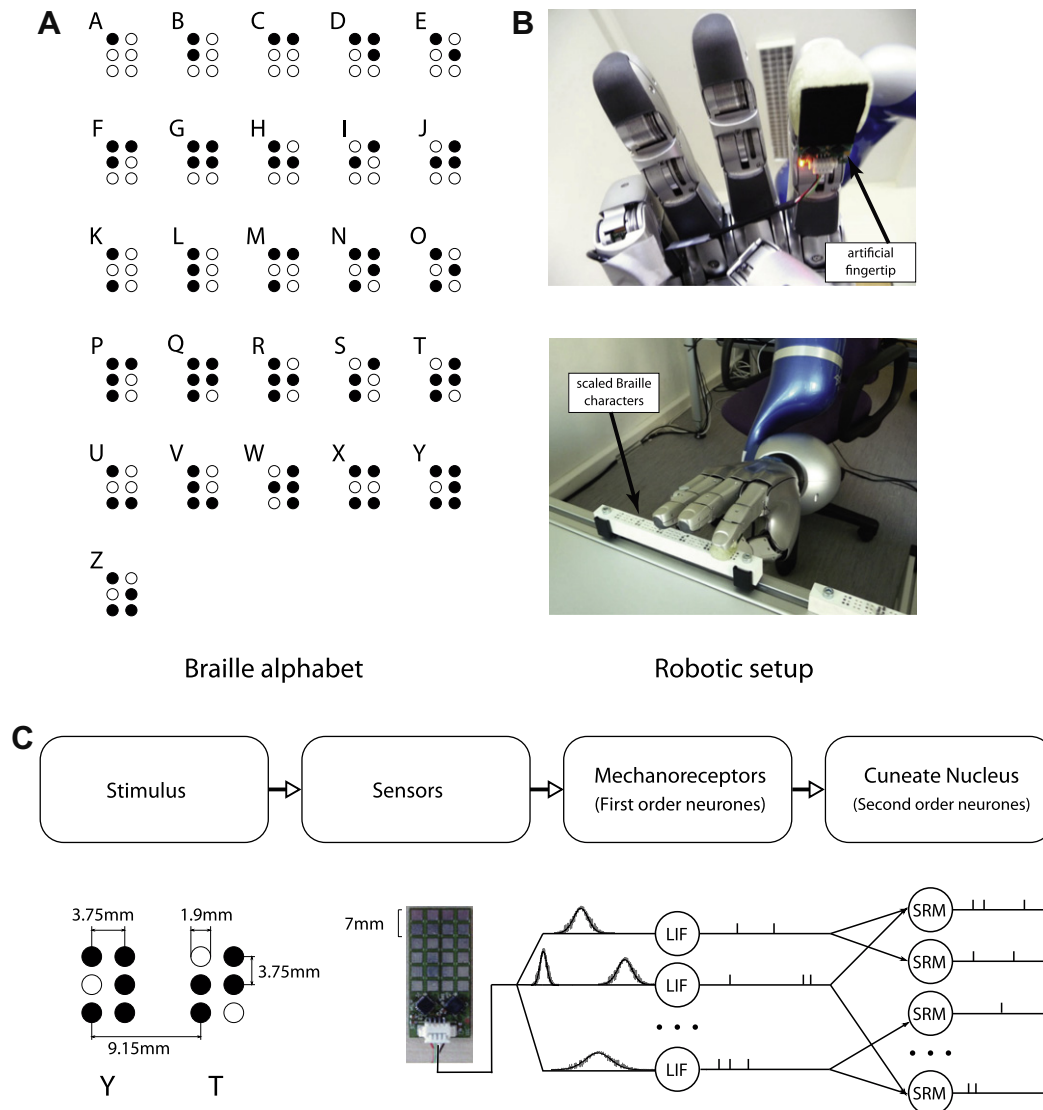 A
A B C D E
F G H I J
K L M N O
P Q R S T
U V W X Y
Z
Braille alphabet
B
artificial
fingertip
scaled Braille
characters
Robotic setup
C
Stimulus
Sensors
Mechanoreceptors
(First order neurones)
Cuneate Nucleus
(Second order neurones)
3.75mm
1.9mm
3.75mm
9.15mm
Y T
7mm
LIF
LIF
• • •
LIF
SRM
SRM
SRM
• • •
SRM